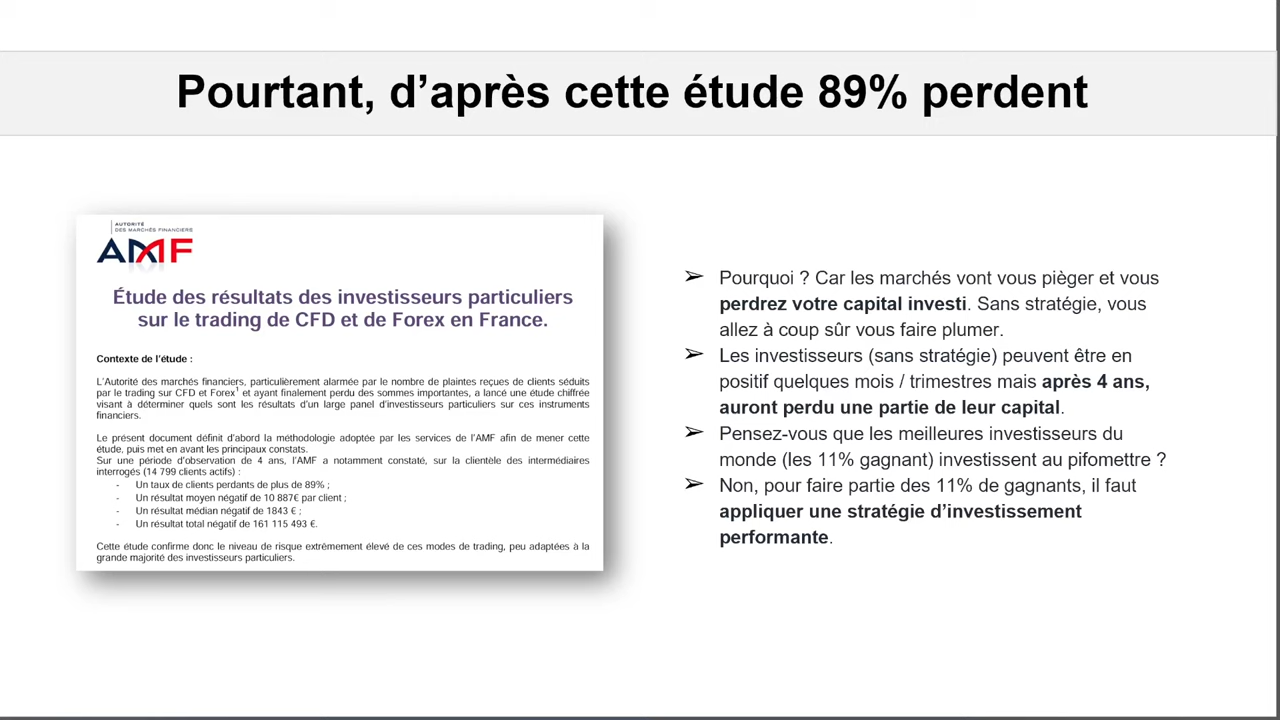 Pourtant, d’après cette étude 89% perdent
AUTORITÉ
DES MARCHÉS FINANCIERS
AMF
Étude des résultats des investisseurs particuliers
sur le trading de CFD et de Forex en France.
Contexte de l’étude :
L’Autorité des marchés financiers, particulièrement alarmée par le nombre de plaintes reçues de clients séduits
par le trading sur CFD et Forex¹ et ayant finalement perdu des sommes importantes, a lancé une étude chiffrée
visant à déterminer quels sont les résultats d’un large panel d’investisseurs particuliers sur ces instruments
financiers.
Le présent document définit d’abord la méthodologie adoptée par les services de l’AMF afin de mener cette
étude, puis met en avant les principaux constats.
Sur une période d’observation de 4 ans, l’AMF a notamment constaté, sur la clientèle des intermédiaires
interrogés (14 799 clients actifs) :
- Un taux de clients perdants de plus de 89% ;
- Un résultat moyen négatif de 10 887€ par client ;
- Un résultat médian négatif de 1843 € ;
- Un résultat total négatif de 161 115 493 €.
Cette étude confirme donc le niveau de risque extrêmement élevé de ces modes de trading, peu adaptées à la
grande majorité des investisseurs particuliers.
➢ Pourquoi ? Car les marchés vont vous pièger et vous
perdrez votre capital investi. Sans stratégie, vous
allez à coup sûr vous faire plumer.
➢ Les investisseurs (sans stratégie) peuvent être en
positif quelques mois / trimestres mais après 4 ans,
auront perdu une partie de leur capital.
➢ Pensez-vous que les meilleures investisseurs du
monde (les 11% gagnant) investissent au pifometre ?
➢ Non, pour faire partie des 11% de gagnants, il faut
appliquer une stratégie d’investissement
performante.